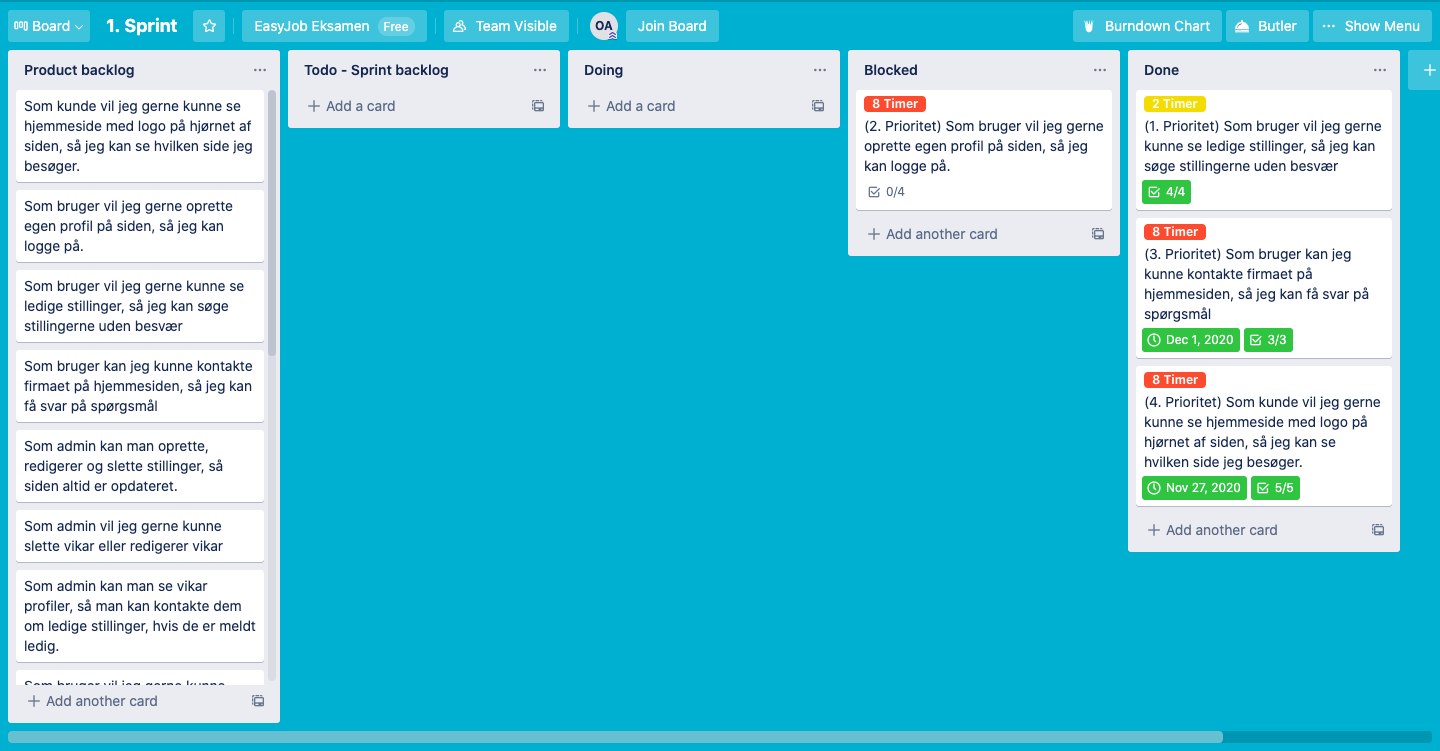 Board
1. Sprint
EasyJob Eksamen Free
Team Visible
OA
Join Board
Burndown Chart
Butler
Show Menu
Product backlog
Som kunde vil jeg gerne kunne se
hjemmeside med logo på hjørnet af
siden, så jeg kan se hvilken side jeg
besøger.
Som bruger vil jeg gerne oprette
egen profil på siden, så jeg kan
logge på.
Som bruger vil jeg gerne kunne se
ledige stillinger, så jeg kan søge
stillingerne uden besvær
Som bruger kan jeg kunne kontakte
firmaet på hjemmesiden, så jeg kan
få svar på spørgsmål
Som admin kan man oprette,
redigerer og slette stillinger, så
siden altid er opdateret.
Som admin vil jeg gerne kunne
slette vikar eller redigerer vikar
Som admin kan man se vikar
profiler, så man kan kontakte dem
om ledige stillinger, hvis de er meldt
ledig.
Som bruger vil jeg gerne kunne
Add another card
Todo - Sprint backlog
Add a card
Doing
Add a card
Blocked
8 Timer
(2. Prioritet) Som bruger vil jeg gerne
oprette egen profil på siden, så jeg
kan logge på.
0/4
Add another card
Done
2 Timer
(1. Prioritet) Som bruger vil jeg gerne
kunne se ledige stillinger, så jeg kan
søge stillingerne uden besvær
4/4
8 Timer
(3. Prioritet) Som bruger kan jeg
kunne kontakte firmaet på
hjemmesiden, så jeg kan få svar på
spørgsmål
Dec 1, 2020 3/3
8 Timer
(4. Prioritet) Som kunde vil jeg gerne
kunne se hjemmeside med logo på
hjørnet af siden, så jeg kan se
hvilken side jeg besøger.
Nov 27, 2020 5/5
Add another card